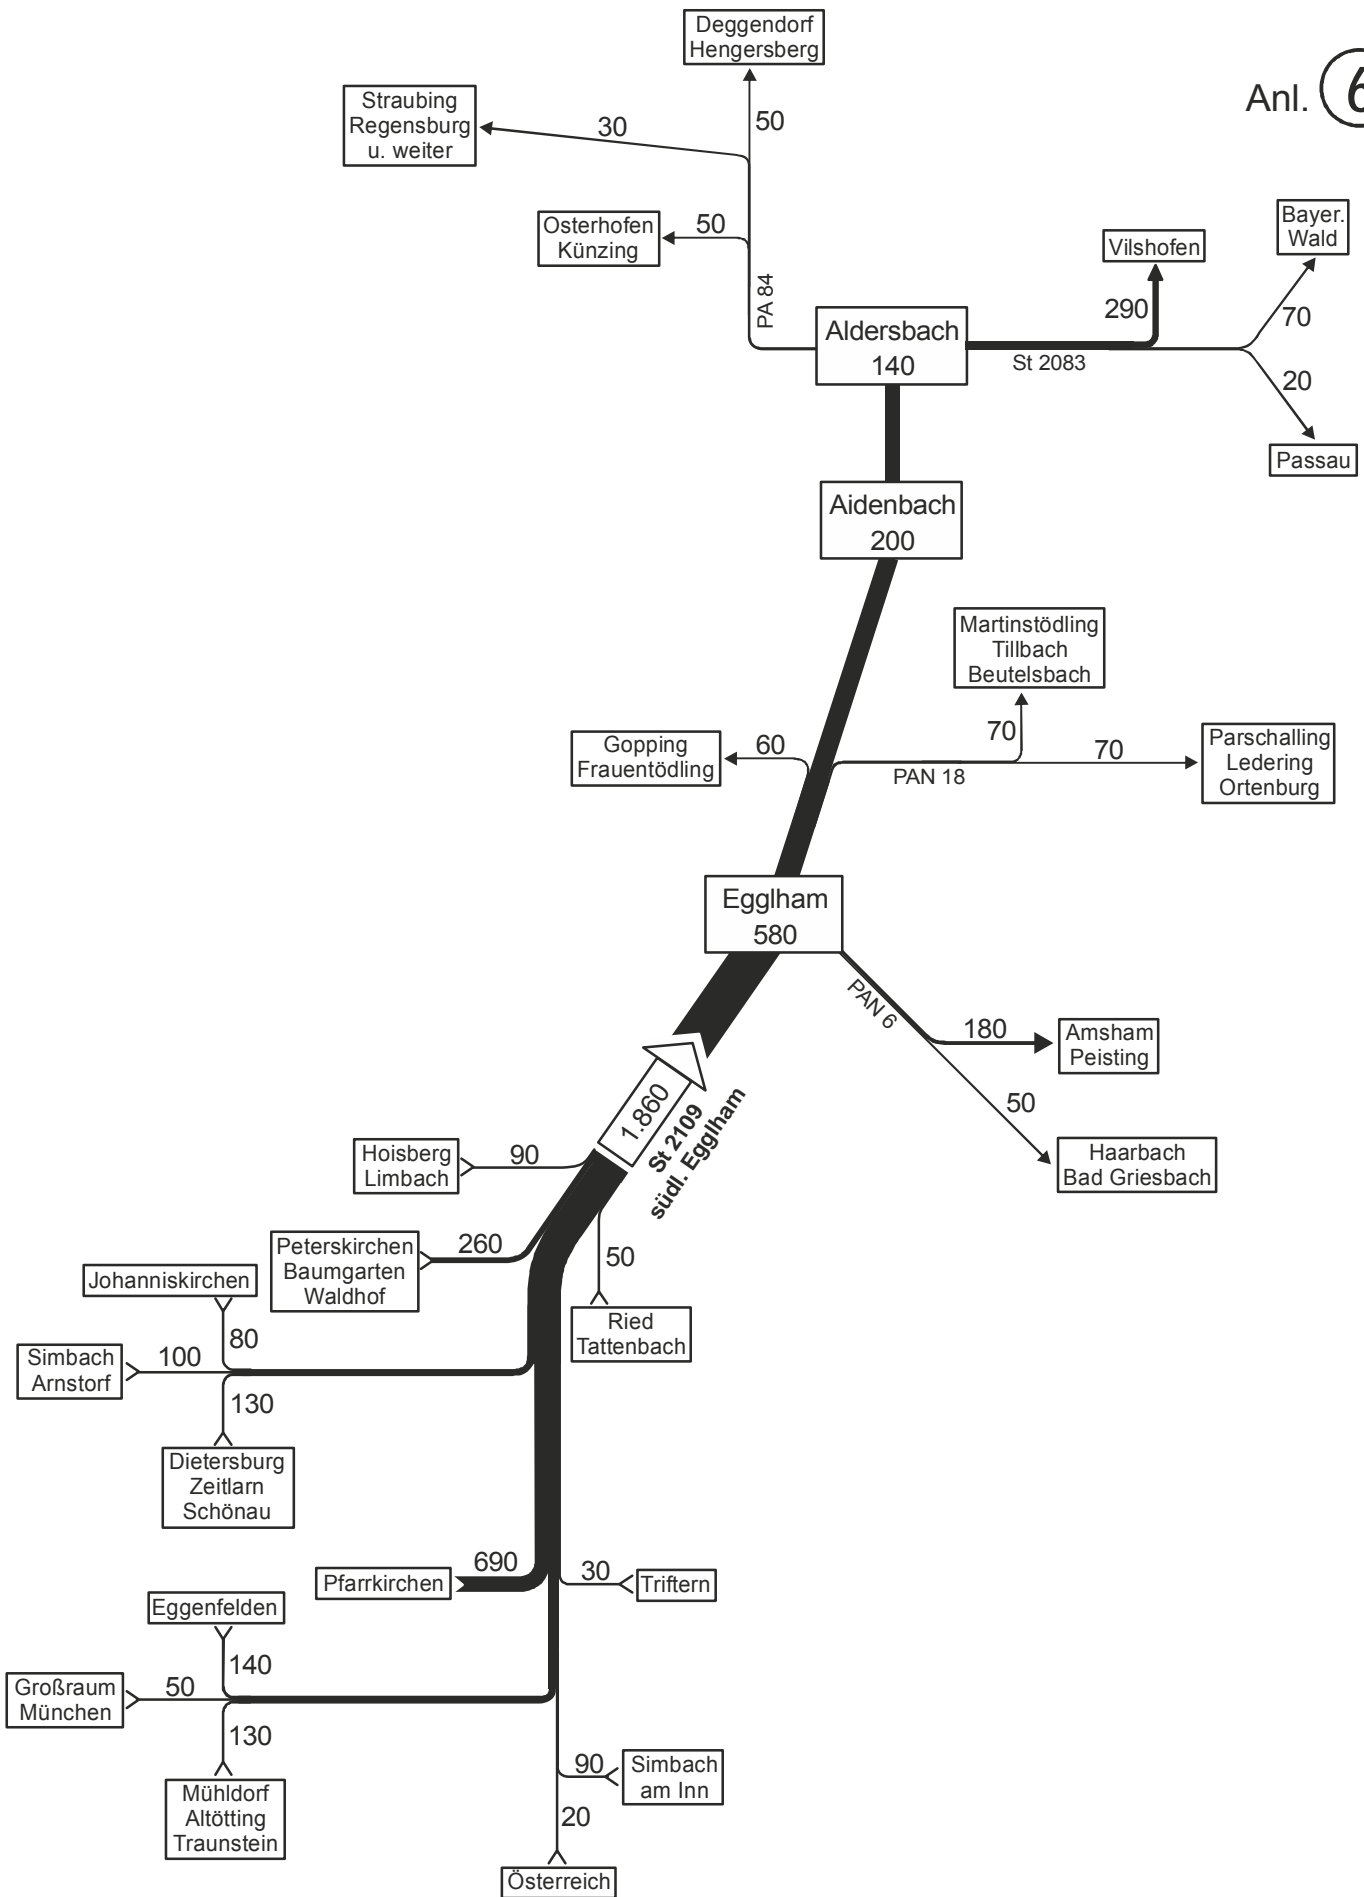 Deggendorf
Hengersberg
Anl. 6
Straubing
Regensburg
u. weiter
30
50
Osterhofen
Künzing
50
PA 84
Vilshofen
Bayer.
Wald
290
70
Aldersbach
140
St 2083
20
Passau
Aidenbach
200
Martinstödling
Tillbach
Beutelsbach
Gopping
Frauentödling
60
70
PAN 18
70
Parschalling
Ledering
Ortenburg
Egglham
580
PAN 6
180
Amsham
Peisting
50
Haarbach
Bad Griesbach
1.860
St 2109
südl. Egglham
Hoisberg
Limbach
90
Peterskirchen
Baumgarten
Waldhof
260
50
Ried
Tattenbach
Johanniskirchen
80
Simbach
Arnstorf
100
130
Dietersburg
Zeitlarn
Schönau
Pfarrkirchen
690
30
Triftern
Eggenfelden
140
Großraum
München
50
130
Mühldorf
Altötting
Traunstein
90
Simbach
am Inn
20
Österreich